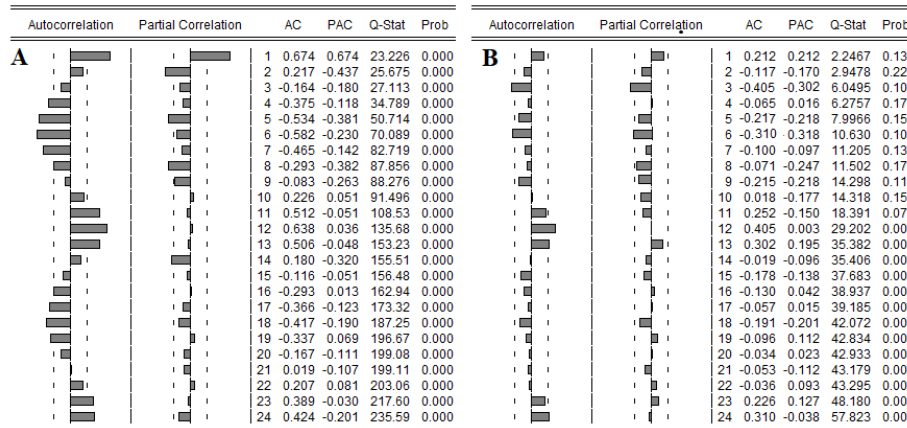 Autocorrelation Partial Correlation AC PAC Q-Stat Prob
A
1 0.674 0.674 23.226 0.000
2 0.217 -0.437 25.675 0.000
3 -0.164 -0.180 27.113 0.000
4 -0.375 -0.118 34.789 0.000
5 -0.534 -0.381 50.714 0.000
6 -0.582 -0.230 70.089 0.000
7 -0.465 -0.142 82.719 0.000
8 -0.293 -0.382 87.856 0.000
9 -0.083 -0.263 88.276 0.000
10 0.226 0.051 91.496 0.000
11 0.512 -0.051 108.53 0.000
12 0.638 0.036 135.68 0.000
13 0.506 -0.048 153.23 0.000
14 0.180 -0.320 155.51 0.000
15 -0.116 -0.051 156.48 0.000
16 -0.293 0.013 162.94 0.000
17 -0.366 -0.123 173.32 0.000
18 -0.417 -0.190 187.25 0.000
19 -0.337 0.069 196.67 0.000
20 -0.167 -0.111 199.08 0.000
21 0.019 -0.107 199.11 0.000
22 0.207 0.081 203.06 0.000
23 0.389 -0.030 217.60 0.000
24 0.424 -0.201 235.59 0.000
Autocorrelation Partial Correlation AC PAC Q-Stat Prob
B
1 0.212 0.212 2.2467 0.13
2 -0.117 -0.170 2.9478 0.22
3 -0.405 -0.302 6.0495 0.10
4 -0.065 0.016 6.2757 0.17
5 -0.217 -0.218 7.9966 0.15
6 -0.310 0.318 10.630 0.10
7 -0.100 -0.097 11.205 0.13
8 -0.071 -0.247 11.502 0.17
9 -0.215 -0.218 14.298 0.11
10 0.018 -0.177 14.318 0.15
11 0.252 -0.150 18.391 0.07
12 0.405 0.003 29.202 0.00
13 0.302 0.195 35.382 0.00
14 -0.019 -0.096 35.406 0.00
15 -0.178 -0.138 37.683 0.00
16 -0.130 0.042 38.937 0.00
17 -0.057 0.015 39.185 0.00
18 -0.191 -0.201 42.072 0.00
19 -0.096 0.112 42.834 0.00
20 -0.034 0.023 42.933 0.00
21 -0.053 -0.112 43.179 0.00
22 -0.036 0.093 43.295 0.00
23 0.226 0.127 48.180 0.00
24 0.310 -0.038 57.823 0.00